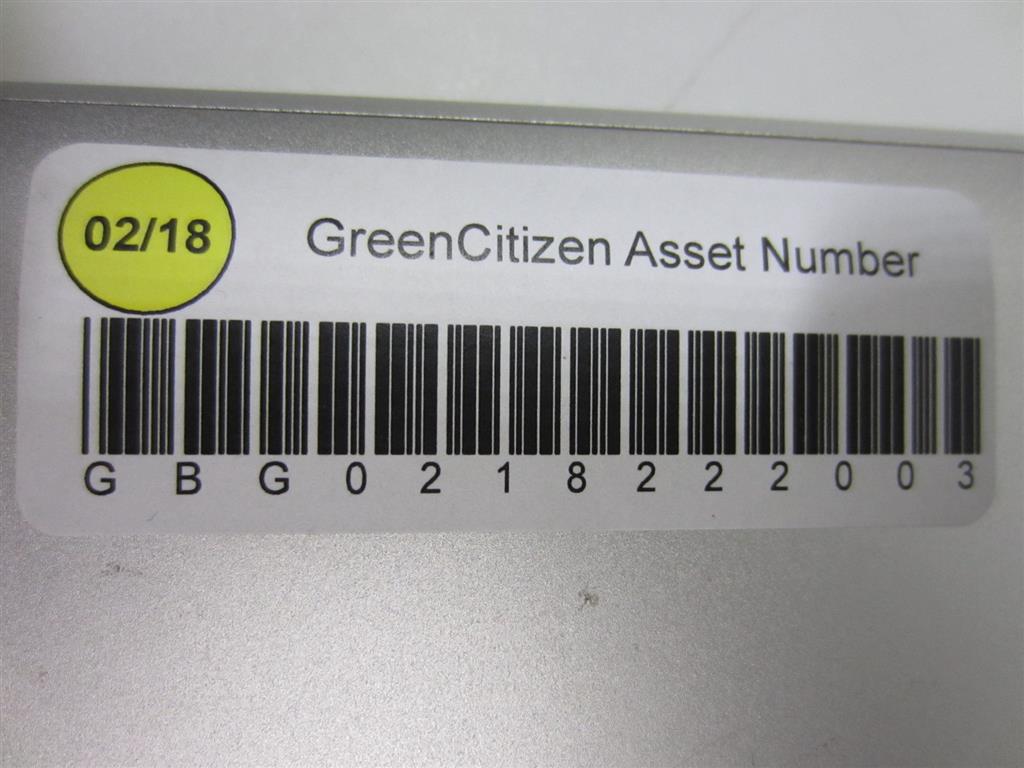 02/18
GreenCitizen Asset Number
G B G 0 2 1 8 2 2 2 0 0 3